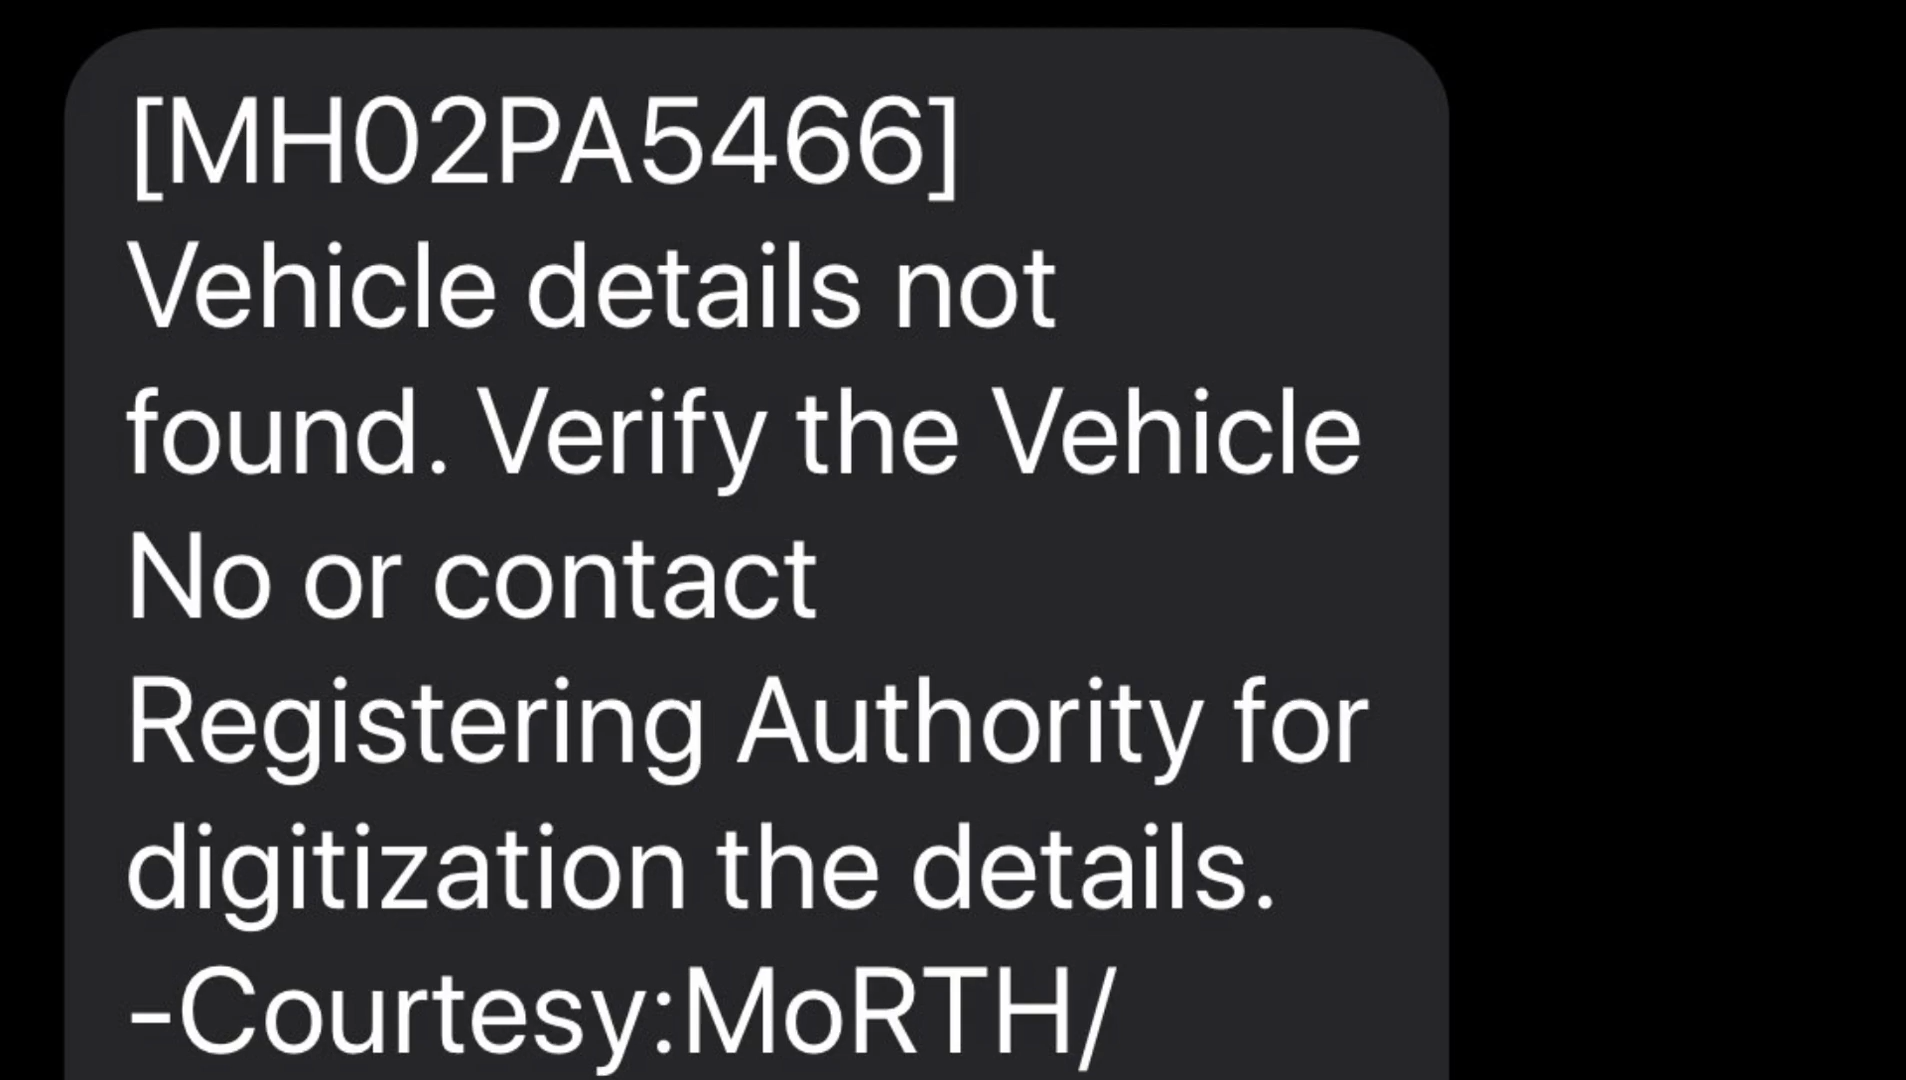 [MH02PA5466]
Vehicle details not
found. Verify the Vehicle
No or contact
Registering Authority for
digitization the details.
-Courtesy:MoRTH/